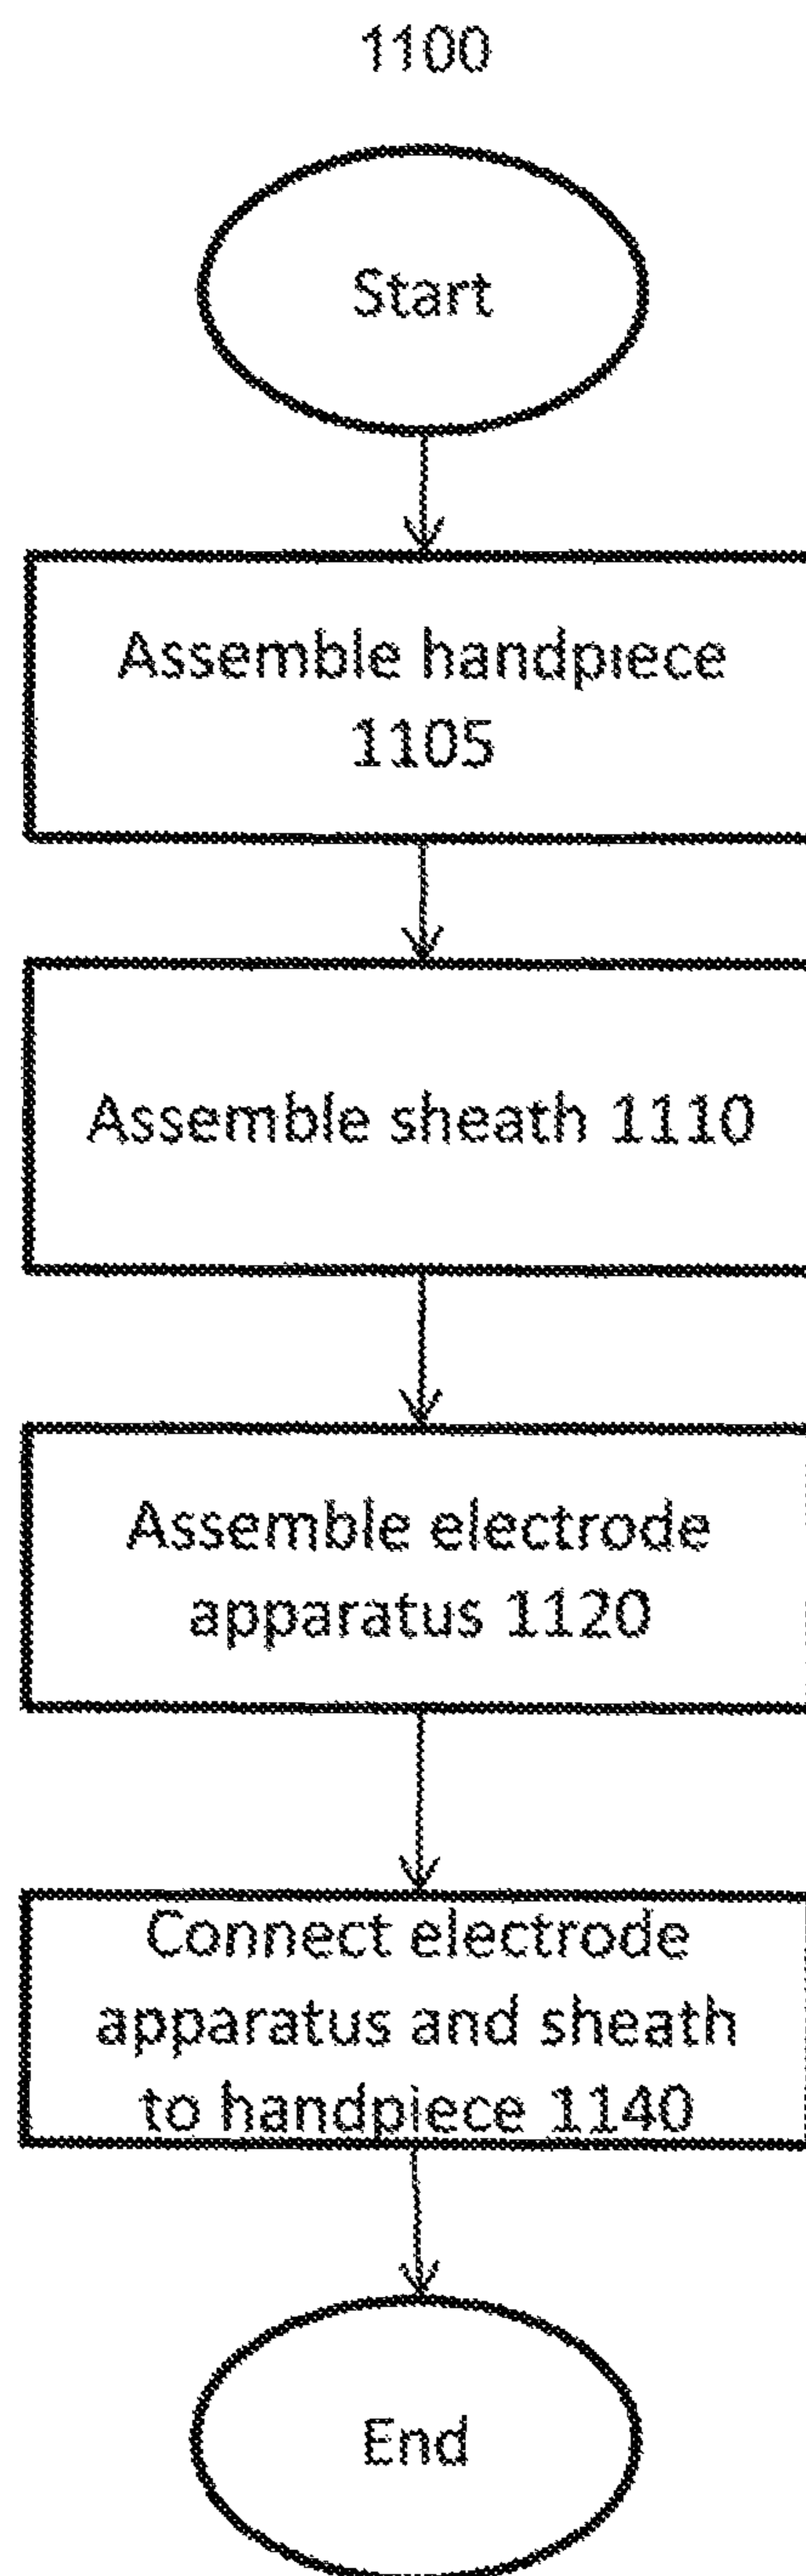 1100
Start
Assemble handpiece
1105
Assemble sheath 1110
Assemble electrode
apparatus 1120
Connect electrode
apparatus and sheath
to handpiece 1140
End